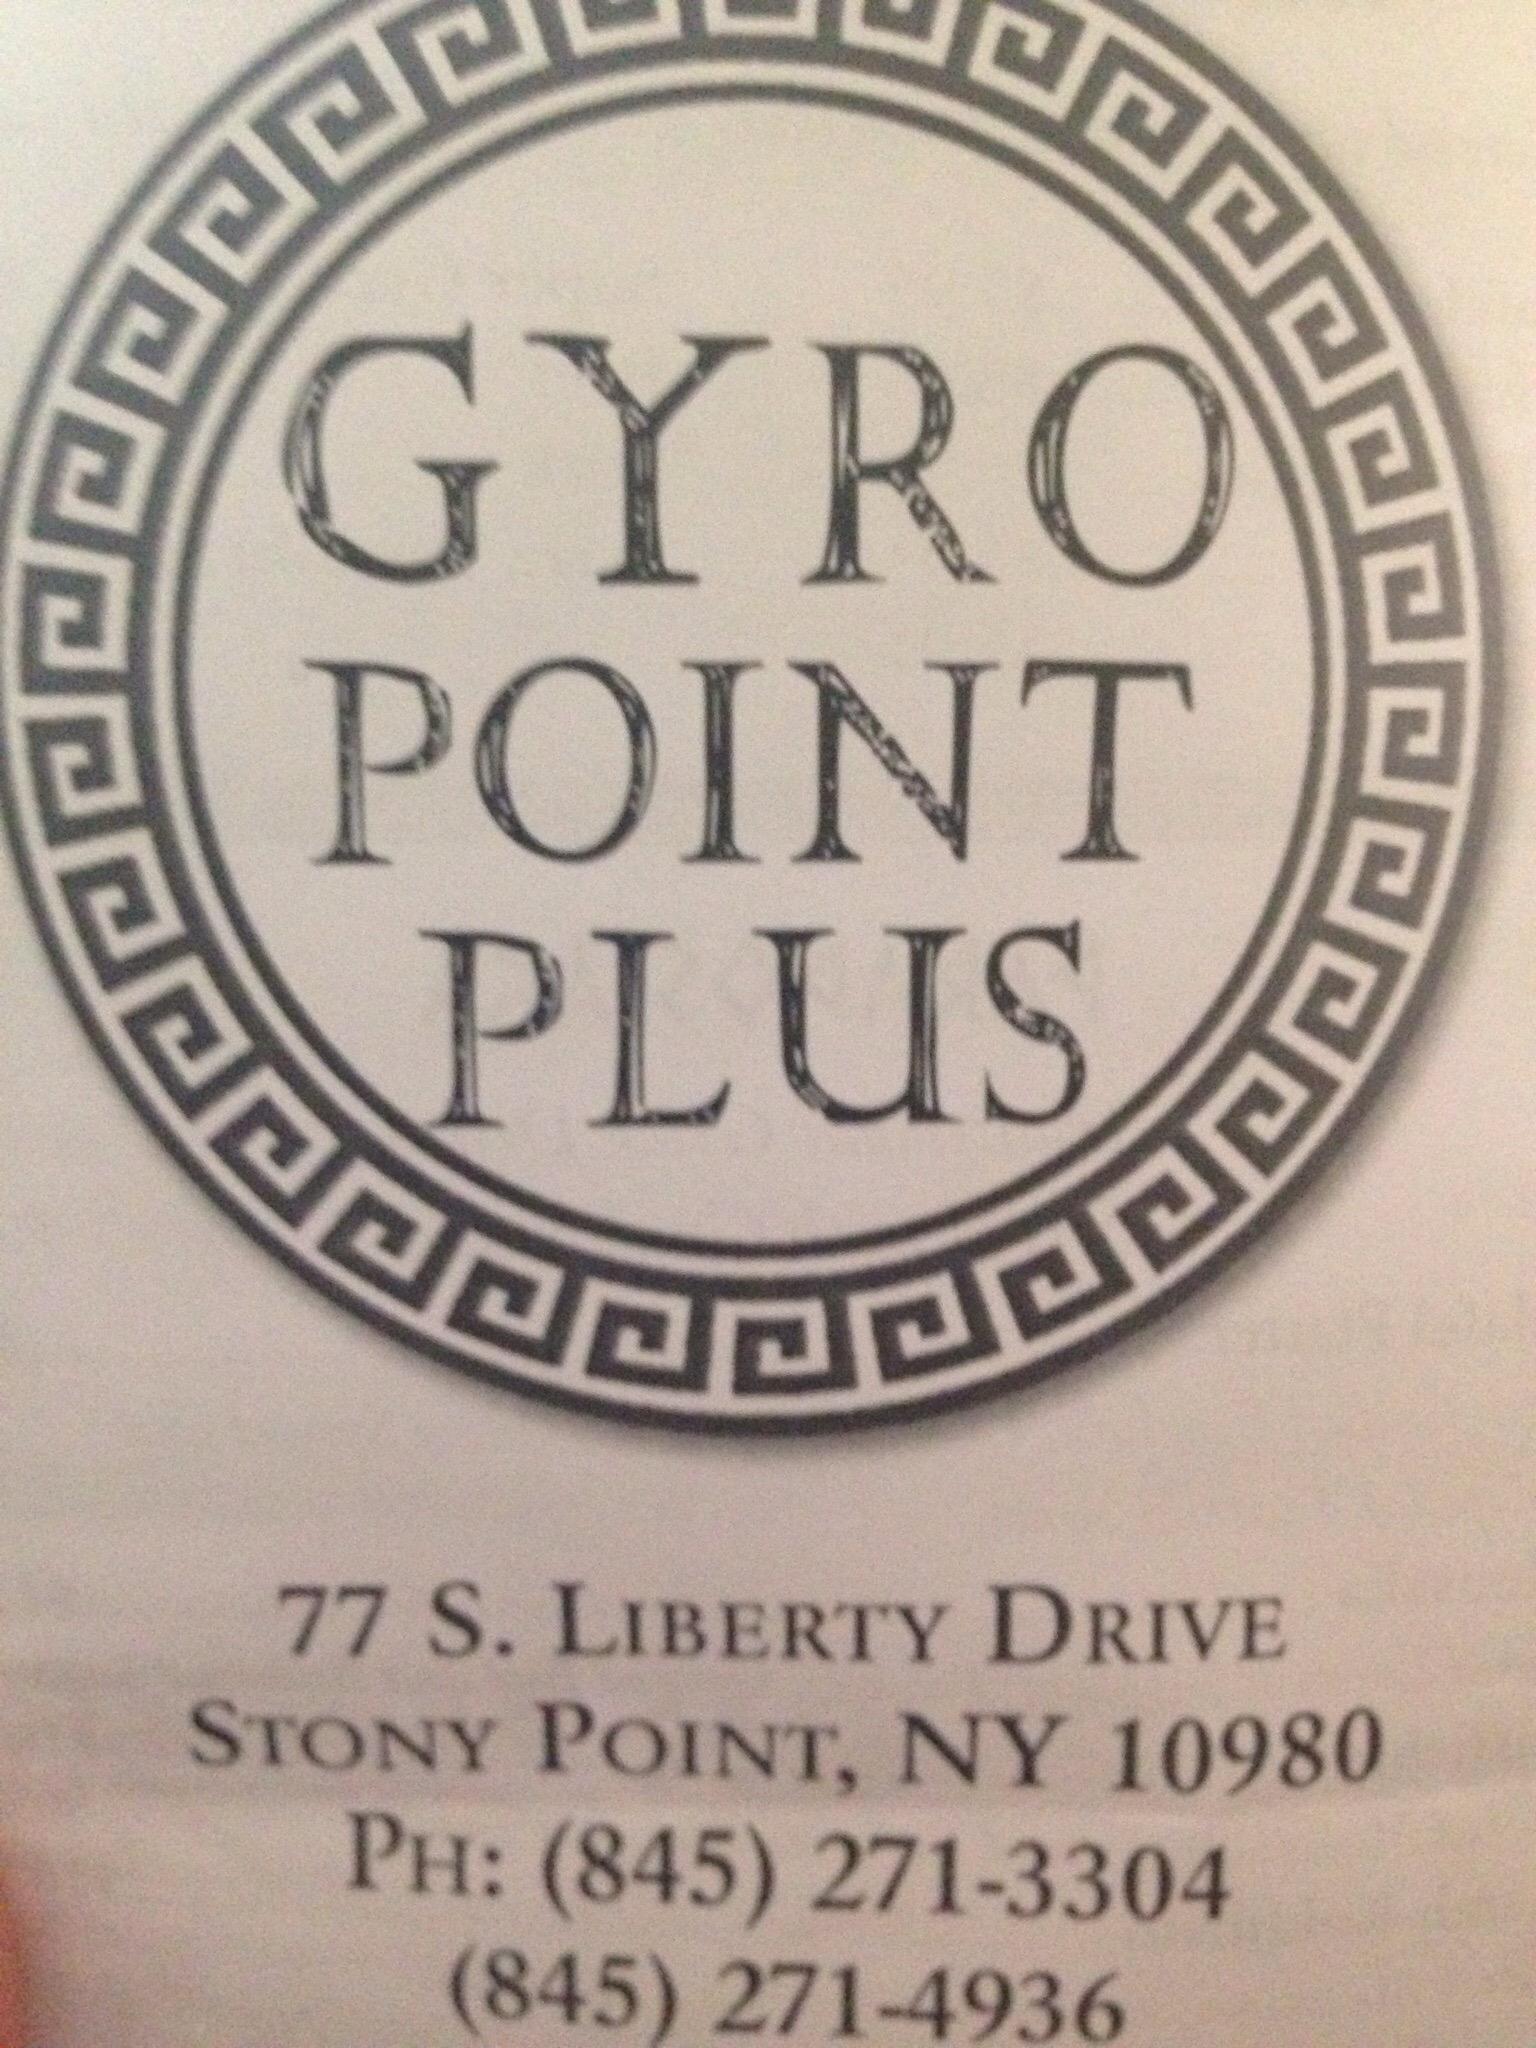 GYRO
POINT
PLUS
77 S. LIBERTY DRIVE
STONY POINT, NY 10980
PH: (845) 271-3304
(845) 271-4936